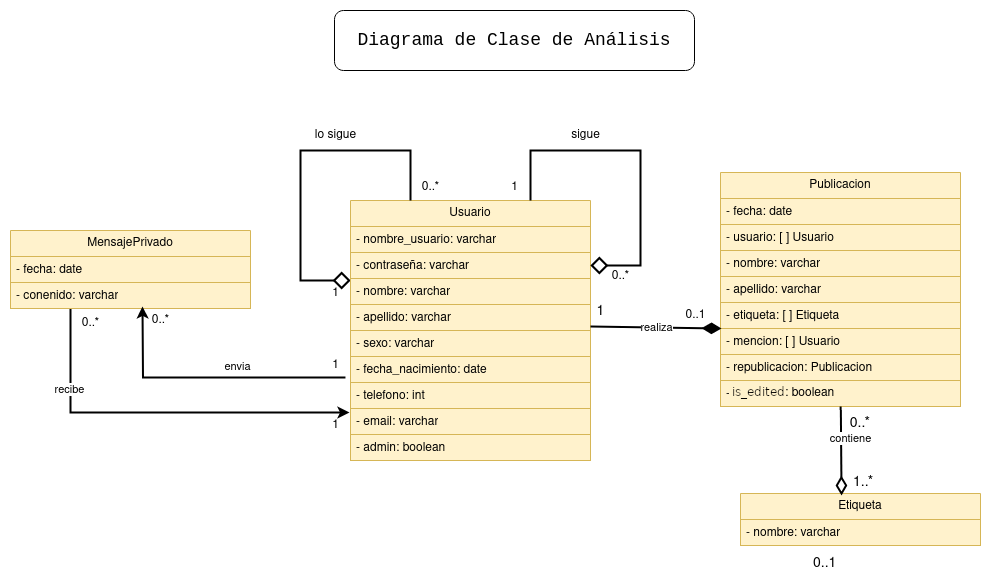 Diagrama de Clase de Análisis
lo sigue
sigue
0..*
1
Usuario
- nombre_usuario: varchar
- contraseña: varchar
- nombre: varchar
- apellido: varchar
- sexo: varchar
- fecha_nacimiento: date
- telefono: int
- email: varchar
- admin: boolean
1
0..*
MensajePrivado
- fecha: date
- conenido: varchar
0..*
0..*
envia
1
recibe
1
1
realiza
0..1
Publicacion
- fecha: date
- usuario: [ ] Usuario
- nombre: varchar
- apellido: varchar
- etiqueta: [ ] Etiqueta
- mencion: [ ] Usuario
- republicacion: Publicacion
- is_edited: boolean
0..*
contiene
1..*
Etiqueta
- nombre: varchar
0..1